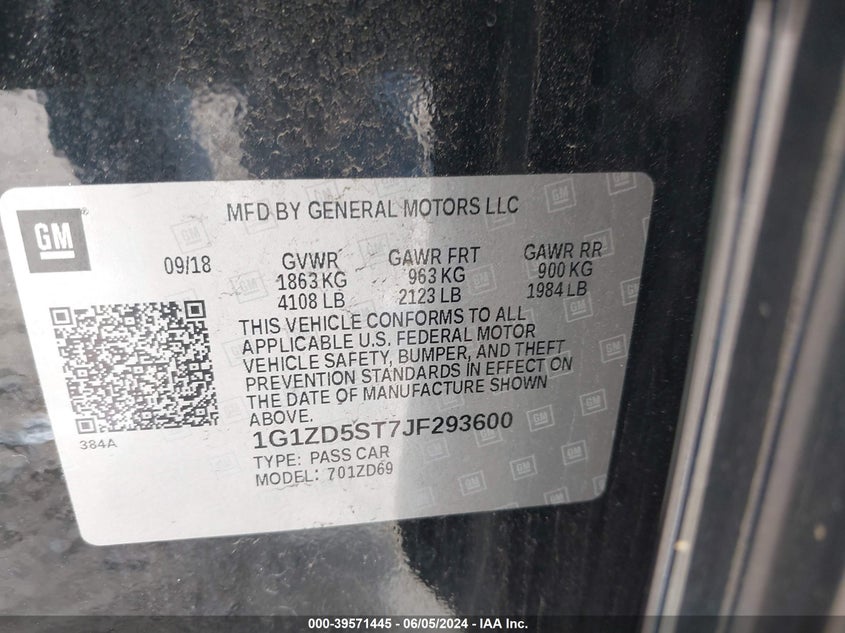 GM
MFD BY GENERAL MOTORS LLC
09/18 GVWR GAWR FRT GAWR RR
1863 KG 963 KG 900 KG
4108 LB 2123 LB 1984 LB
THIS VEHICLE CONFORMS TO ALL
APPLICABLE U.S. FEDERAL MOTOR
VEHICLE SAFETY, BUMPER, AND THEFT
PREVENTION STANDARDS IN EFFECT ON
THE DATE OF MANUFACTURE SHOWN
ABOVE.
384A
1G1ZD5ST7JF293600
TYPE: PASS CAR
MODEL: 701ZD69
000-39571445 - 06/05/2024 - IAA Inc.